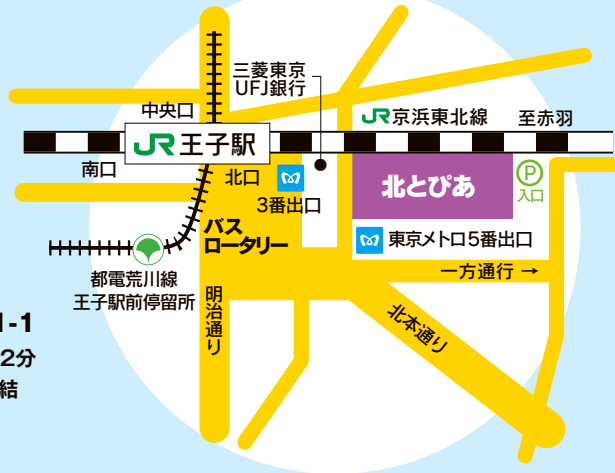 三菱東京
UFJ銀行
中央口
JR京浜東北線
至赤羽
JR王子駅
南口
北口
3番出口
北とぴあ
P
入口
バス
ロータリー
東京メトロ5番出口
一方通行 →
都電荒川線
王子駅前停留所
明治通り
北本通り
1-1
2分
結